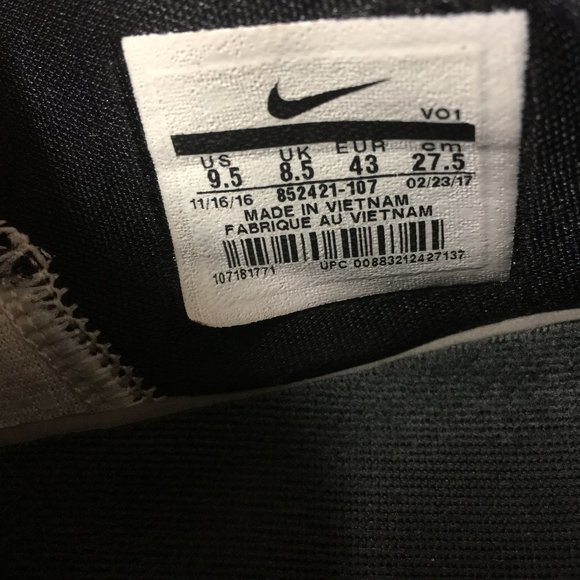 VO1
US UK EUR cm
9.5 8.5 43 27.5
11/16/16 852421-107 02/23/17
MADE IN VIETNAM
FABRIQUE AU VIETNAM
107181771 UPC 00883212427137